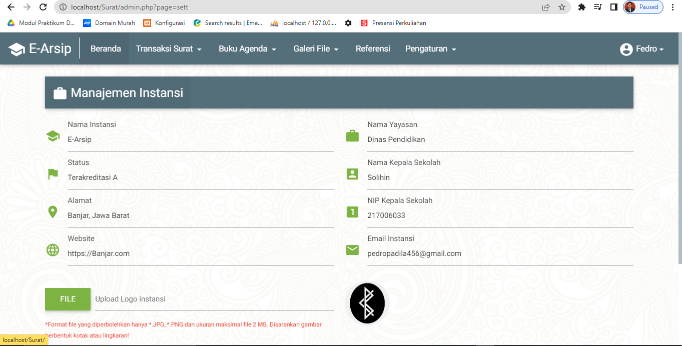 localhost/Surat/admin.php?page=sett
Paused
Modul Praktikum D...
Domain Murah
Konfigurasi
Search results | Ema...
localhost / 127.0.0....
Presensi Perkuliahan
E-Arsip
Beranda
Transaksi Surat
Buku Agenda
Galeri File
Referensi
Pengaturan
Fedro
Manajemen Instansi
Nama Instansi
E-Arsip
Nama Yayasan
Dinas Pendidikan
Status
Terakreditasi A
Nama Kepala Sekolah
Solihin
Alamat
Banjar, Jawa Barat
NIP Kepala Sekolah
217006033
Website
https://Banjar.com
Email Instansi
pedropadila456@gmail.com
FILE
Upload Logo instansi
*Format file yang diperbolehkan hanya *.JPG, *.PNG dan ukuran maksimal file 2 MB. Disarankan gambar
berbentuk kotak atau lingkaran!
localhost/Surat/